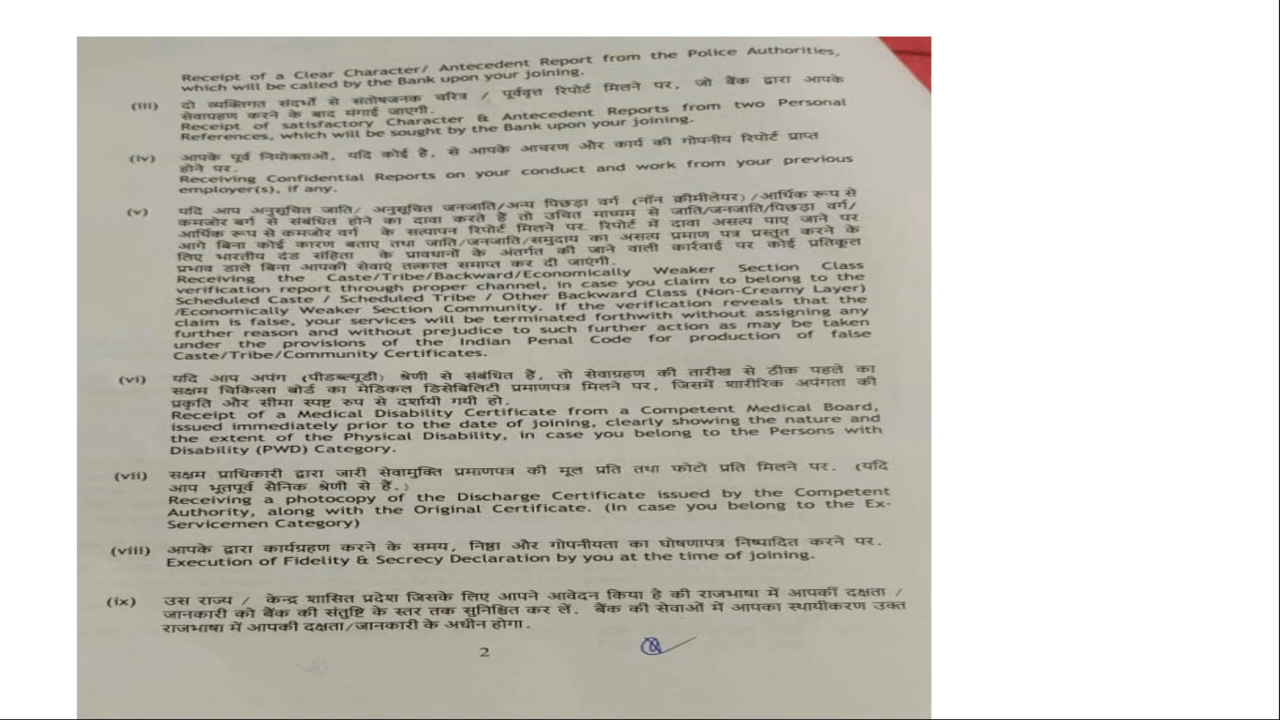 Receipt of a Clear Character/ Antecedent Report from the Police Authorities,
which will be called by the Bank upon your joining.
(iii) दो व्यक्तिगत संदर्भों से संतोषजनक चरित्र / पूर्ववृत्त रिपोर्ट मिलने पर, जो बैंक द्वारा आपके
सेवाग्रहण करने के बाद मंगाई जाएगी.
Receipt of satisfactory Character & Antecedent Reports from two Personal
References, which will be sought by the Bank upon your joining.
(iv) आपके पूर्व नियोक्ताओं, यदि कोई है, से आपके आचरण और कार्य की गोपनीय रिपोर्ट प्राप्त
होने पर.
Receiving Confidential Reports on your conduct and work from your previous
employer(s), if any.
(v) यदि आप अनुसूचित जाति/ अनुसूचित जनजाति/अन्य पिछड़ा वर्ग (नॉन क्रीमीलेयर) /आर्थिक रूप से
कमजोर वर्ग से संबंधित होने का दावा करते हैं तो उचित माध्यम से जाति/जनजाति/पिछड़ा वर्ग/
आर्थिक रूप से कमजोर वर्ग के सत्यापन रिपोर्ट मिलने पर. रिपोर्ट में दावा असत्य पाए जाने पर
आगे बिना कोई कारण बताए तथा जाति/जनजाति/समुदाय का असत्य प्रमाण पत्र प्रस्तुत करने के
लिए भारतीय दंड संहिता के प्रावधानों के अंतर्गत की जाने वाली कार्रवाई पर कोई प्रतिकूल
प्रभाव डाले बिना आपकी सेवाएं तत्काल समाप्त कर दी जाएंगी.
Receiving the Caste/Tribe/Backward/Economically Weaker Section Class
verification report through proper channel, in case you claim to belong to the
Scheduled Caste / Scheduled Tribe / Other Backward Class (Non-Creamy Layer)
/Economically Weaker Section Community. If the verification reveals that the
claim is false, your services will be terminated forthwith without assigning any
further reason and without prejudice to such further action as may be taken
under the provisions of the Indian Penal Code for production of false
Caste/Tribe/Community Certificates.
(vi) यदि आप अपंग (पीडब्ल्यूडी) श्रेणी से संबंधित हैं, तो सेवाग्रहण की तारीख से ठीक पहले का
सक्षम चिकित्सा बोर्ड का मेडिकल डिसेबिलिटी प्रमाणपत्र मिलने पर, जिसमें शारीरिक अपंगता की
प्रकृति और सीमा स्पष्ट रुप से दर्शायी गयी हो.
Receipt of a Medical Disability Certificate from a Competent Medical Board,
issued immediately prior to the date of joining, clearly showing the nature and
the extent of the Physical Disability, in case you belong to the Persons with
Disability (PWD) Category.
(vii) सक्षम प्राधिकारी द्वारा जारी सेवामुक्ति प्रमाणपत्र की मूल प्रति तथा फोटो प्रति मिलने पर. (यदि
आप भूतपूर्व सैनिक श्रेणी से हैं.)
Receiving a photocopy of the Discharge Certificate issued by the Competent
Authority, along with the Original Certificate. (In case you belong to the Ex-
Servicemen Category)
(viii) आपके द्वारा कार्यग्रहण करने के समय, निष्ठा और गोपनीयता का घोषणापत्र निष्पादित करने पर.
Execution of Fidelity & Secrecy Declaration by you at the time of joining.
(ix) उस राज्य / केन्द्र शासित प्रदेश जिसके लिए आपने आवेदन किया है की राजभाषा में आपकी दक्षता /
जानकारी को बैंक की संतुष्टि के स्तर तक सुनिश्चित कर लें. बैंक की सेवाओं में आपका स्थायीकरण उक्त
राजभाषा में आपकी दक्षता/जानकारी के अधीन होगा.
2